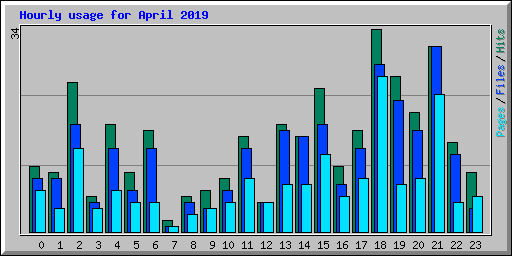 Hourly usage for April 2019
34
Pages / Files / Hits
0 1 2 3 4 5 6 7 8 9 10 11 12 13 14 15 16 17 18 19 20 21 22 23